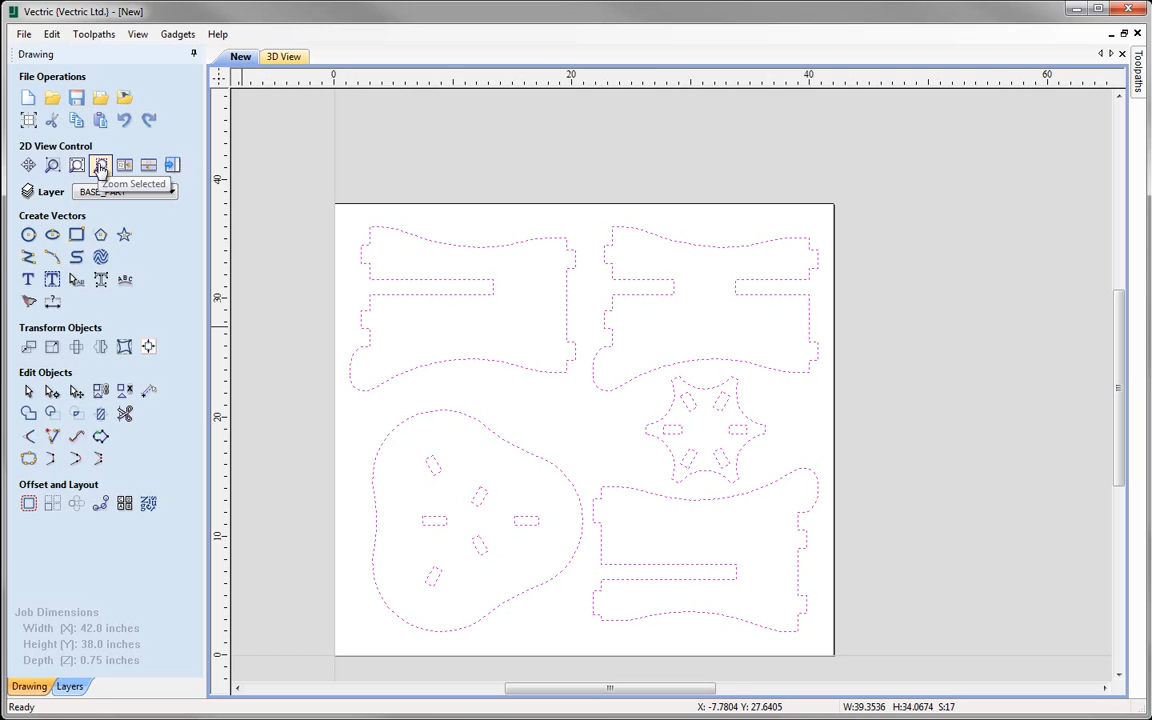 Vectric {Vectric Ltd.} - [New]
File Edit Toolpaths View Gadgets Help
Drawing
New
3D View
File Operations
2D View Control
Zoom Selected
Layer
Create Vectors
Transform Objects
Edit Objects
Offset and Layout
Job Dimensions
Width (X): 42.0 inches
Height (Y): 38.0 inches
Depth (Z): 0.75 inches
Drawing
Layers
0
20
40
60
40
30
20
10
0
Toolpaths
Ready
X: -7.7804 Y: 27.6405
W:39.3536 H:34.0674 S:17